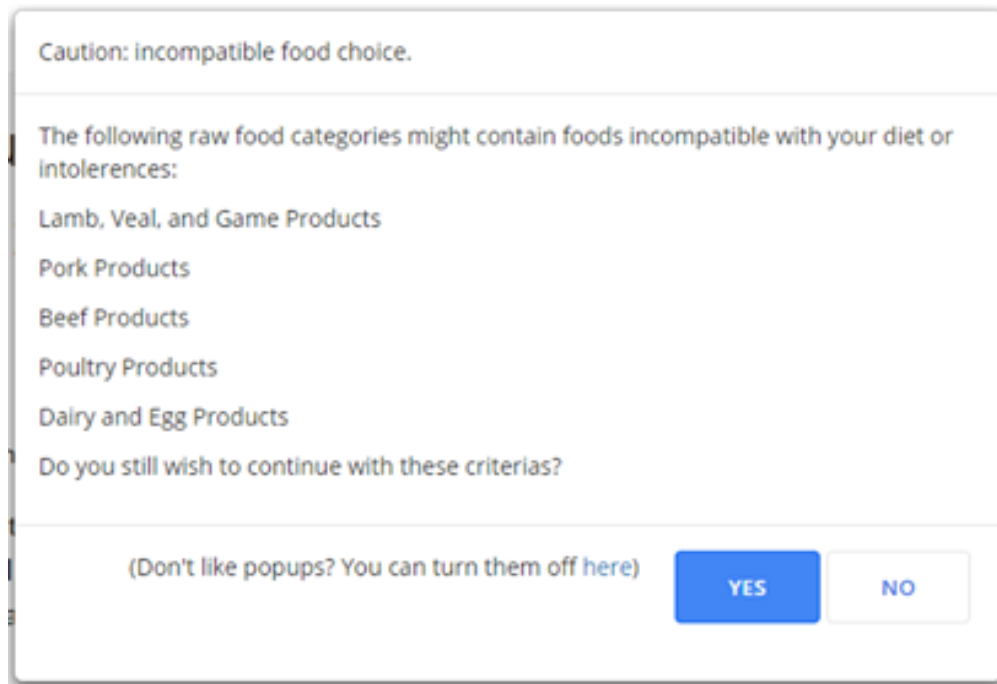 Caution: incompatible food choice.
The following raw food categories might contain foods incompatible with your diet or
intolerences:
Lamb, Veal, and Game Products
Pork Products
Beef Products
Poultry Products
Dairy and Egg Products
Do you still wish to continue with these criterias?
(Don't like popups? You can turn them off here)
YES
NO